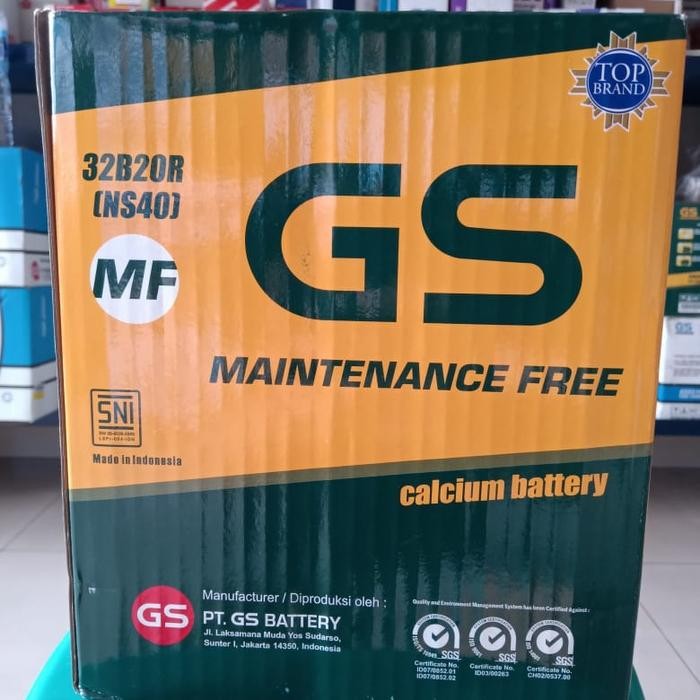 TOP
BRAND
32B20R
(NS40)
GS
MF
MAINTENANCE FREE
SNI
Made in Indonesia
calcium battery
GS
Manufacturer / Diproduksi oleh :
PT. GS BATTERY
Jl. Laksamana Muda Yos Sudarso,
Sunter I, Jakarta 14350, Indonesia
Quality and Environment Management System has been Certified Against :
SGS
SGS
SGS
Certificate No.
ID07/0852.01
ID07/0852.02
Certificate No.
ID03/00263
Certificate No.
CH02/0537.00
GS